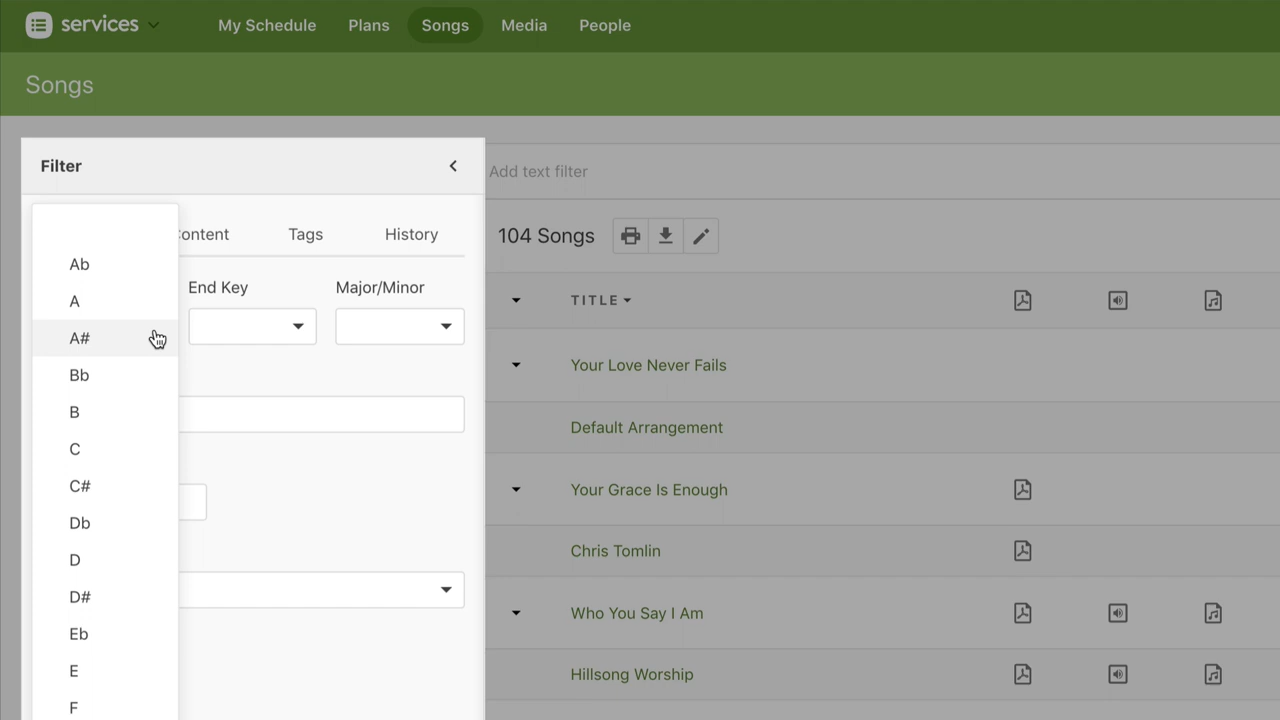 services
My Schedule
Plans
Songs
Media
People
Songs
Filter
Add text filter
Tags
History
End Key
Major/Minor
Ab
A
A#
Bb
B
C
C#
Db
D
D#
Eb
E
F
104 Songs
TITLE
Your Love Never Fails
Default Arrangement
Your Grace Is Enough
Chris Tomlin
Who You Say I Am
Hillsong Worship